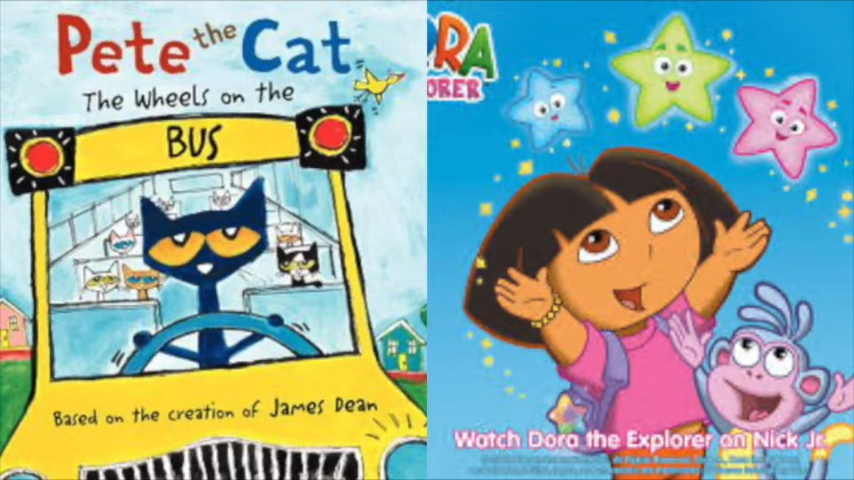 Pete the Cat
The Wheels on the
BUS
Based on the creation of James Dean
ORA
ORER
Watch Dora the Explorer on Nick Jr